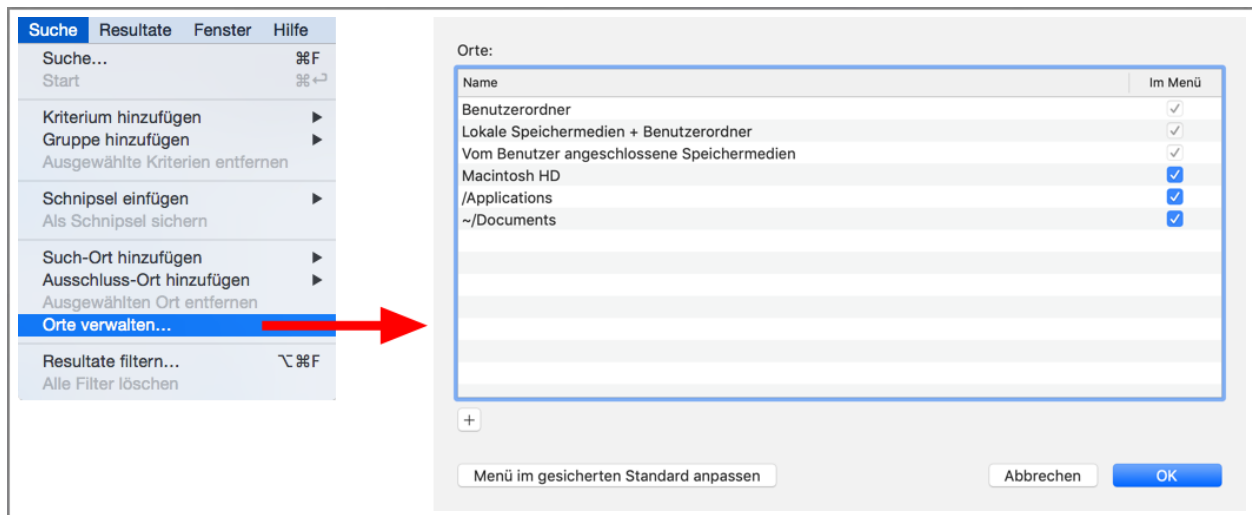 Suche Resultate Fenster Hilfe
Suche... ⌘F
Start ⌘↩
Kriterium hinzufügen ▶
Gruppe hinzufügen ▶
Ausgewählte Kriterien entfernen
Schnipsel einfügen ▶
Als Schnipsel sichern
Such-Ort hinzufügen ▶
Ausschluss-Ort hinzufügen ▶
Ausgewählten Ort entfernen
Orte verwalten...
Resultate filtern... ⌥⌘F
Alle Filter löschen
Orte:
Name Im Menü
Benutzerordner
Lokale Speichermedien + Benutzerordner
Vom Benutzer angeschlossene Speichermedien
Macintosh HD
/Applications
~/Documents
+
Menü im gesicherten Standard anpassen Abbrechen OK